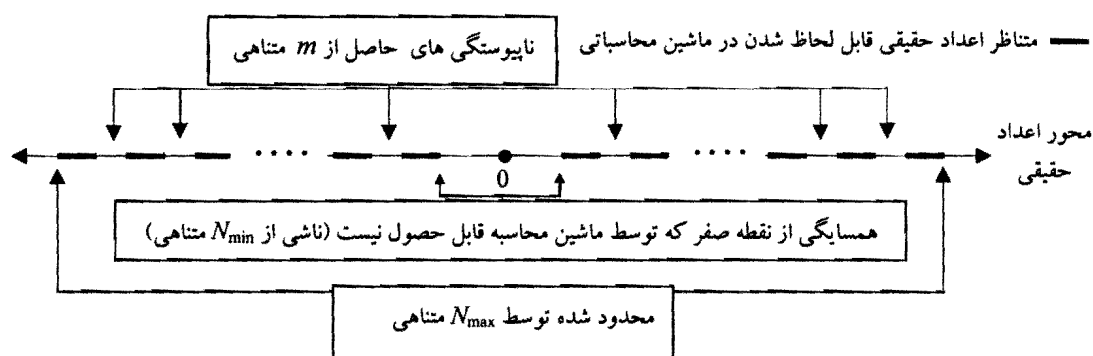 متناظر اعداد حقیقی قابل لحاظ شدن در ماشین محاسباتی
ناپیوستگی های حاصل از m متناهی
محور اعداد
حقیقی
0
همسایگی از نقطه صفر که توسط ماشین محاسبه قابل حصول نیست (ناشی از Nmin متناهی)
محدود شده توسط Nmax متناهی